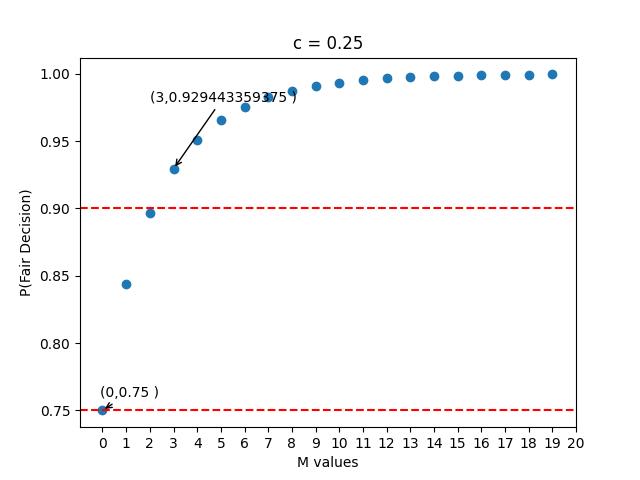 c = 0.25
1.00
(3,0.929443359375 )
0.95
0.90
0.85
0.80
(0,0.75 )
0.75
P(Fair Decision)
0 1 2 3 4 5 6 7 8 9 10 11 12 13 14 15 16 17 18 19 20
M values